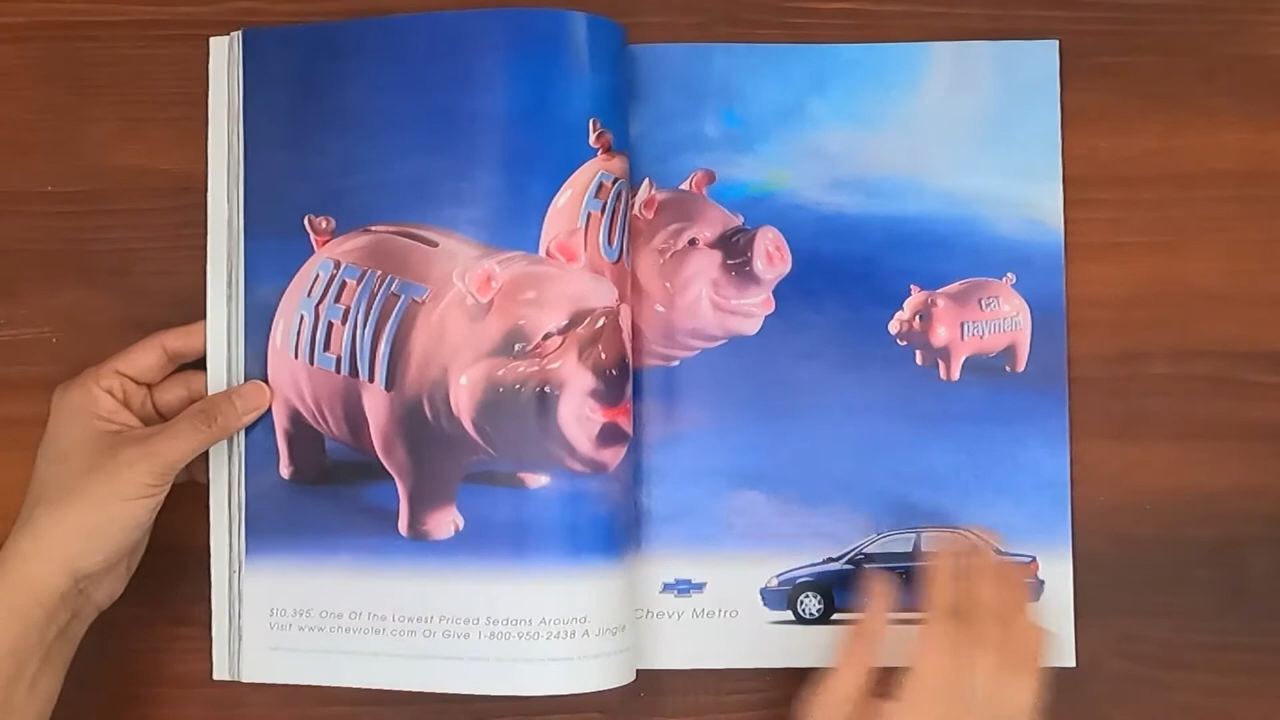 RENT
FO
car
payment
$10,395. One Of The Lowest Priced Sedans Around.
Visit www.chevrolet.com Or Give 1-800-950-2438 A Jingle
Chevy Metro